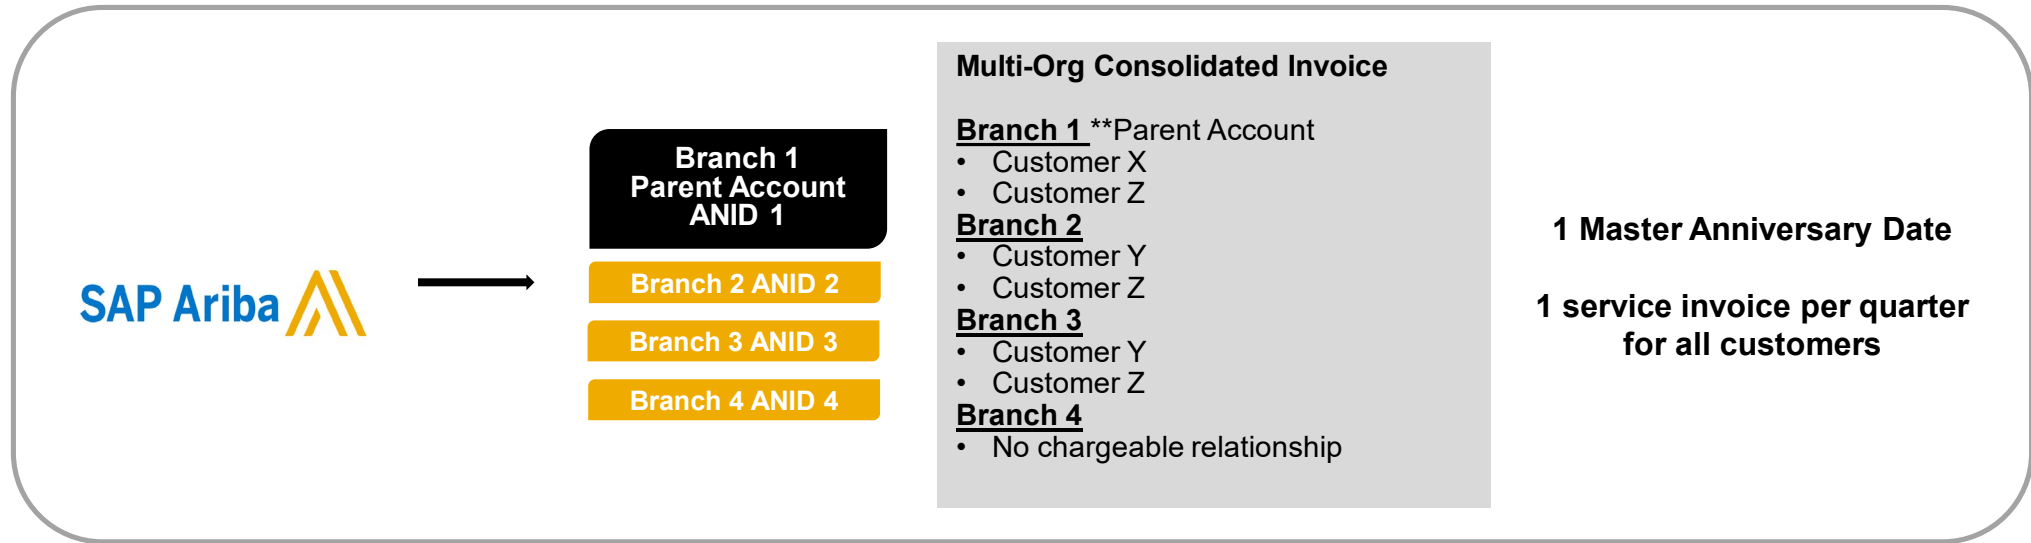 SAP Ariba
Branch 1
Parent Account
ANID 1
Branch 2 ANID 2
Branch 3 ANID 3
Branch 4 ANID 4
Multi-Org Consolidated Invoice
Branch 1 **Parent Account
• Customer X
• Customer Z
Branch 2
• Customer Y
• Customer Z
Branch 3
• Customer Y
• Customer Z
Branch 4
• No chargeable relationship
1 Master Anniversary Date
1 service invoice per quarter
for all customers